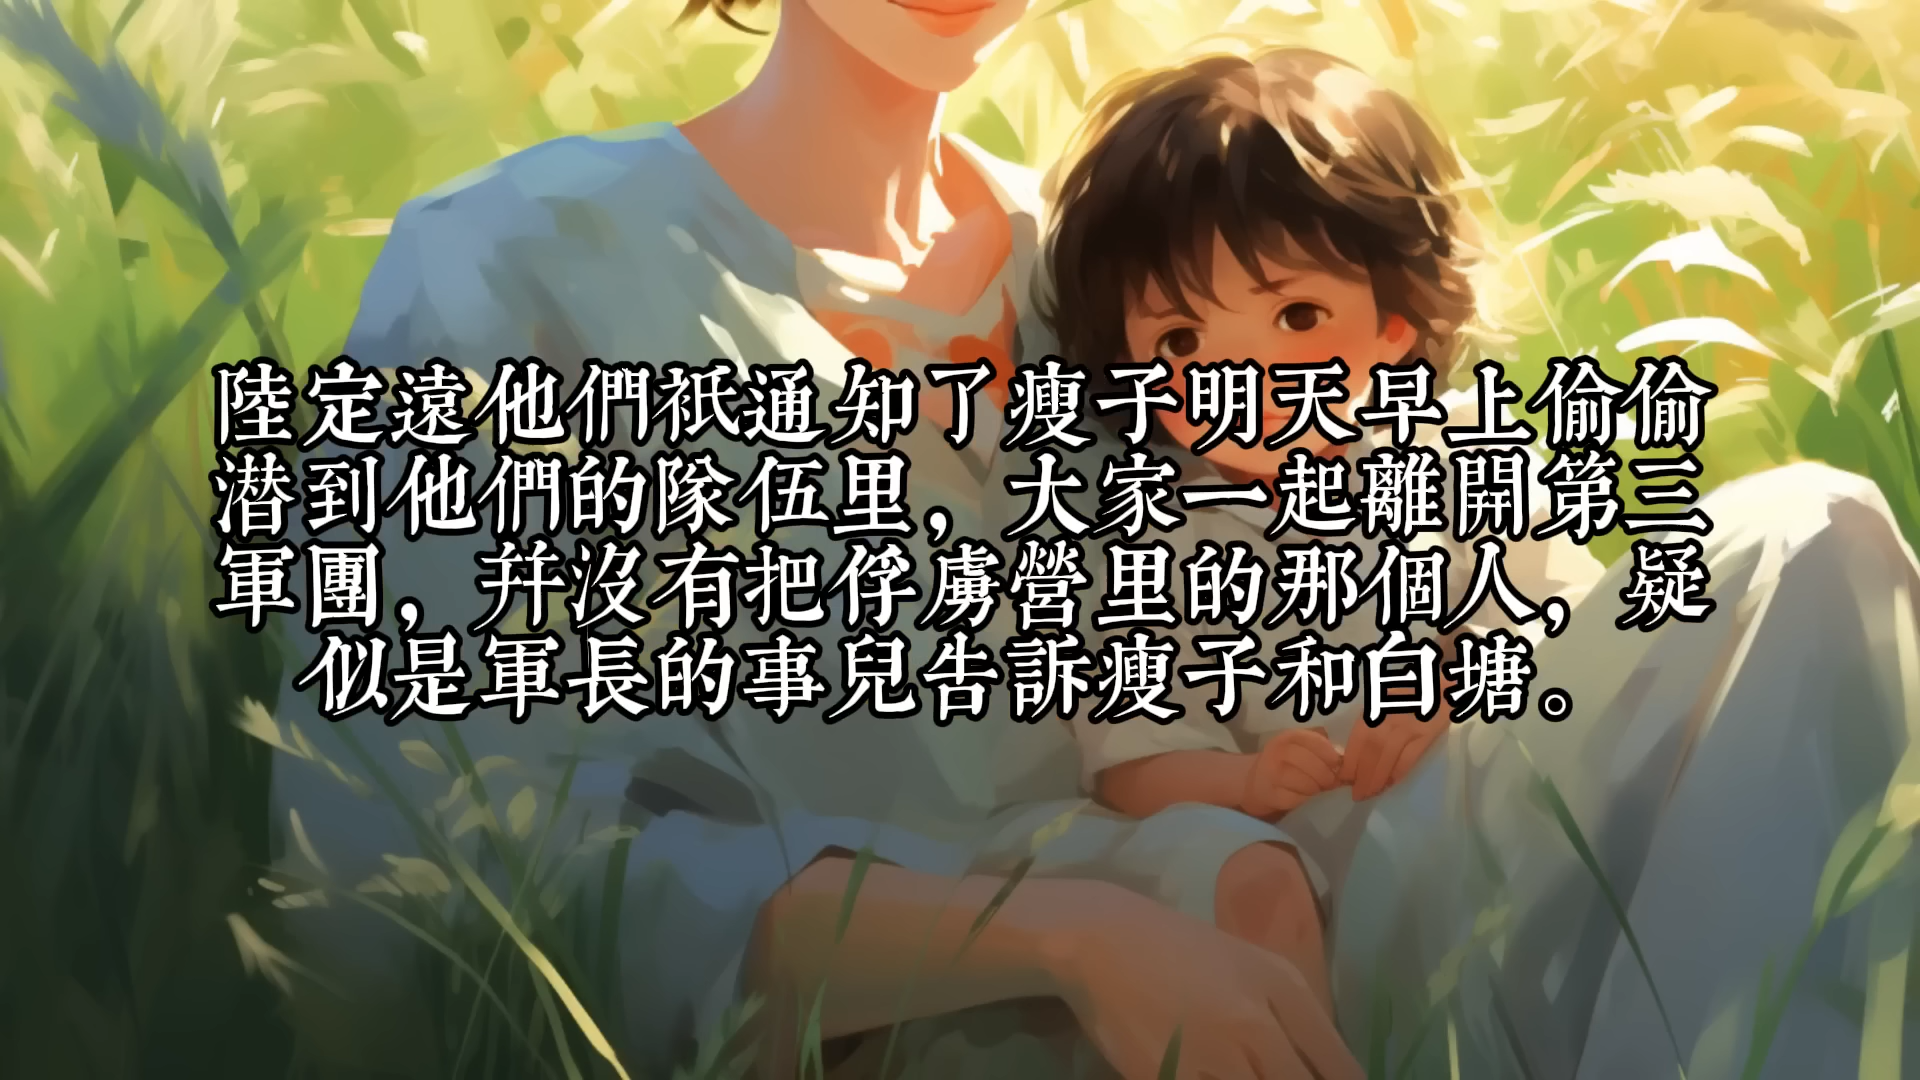 陸定遠他們衹通知了瘦子明天早上偷偷
潜到他們的隊伍里，大家一起離開第三
軍團，并沒有把俘虜營里的那個人，疑
似是軍長的事兒告訴瘦子和白塘。